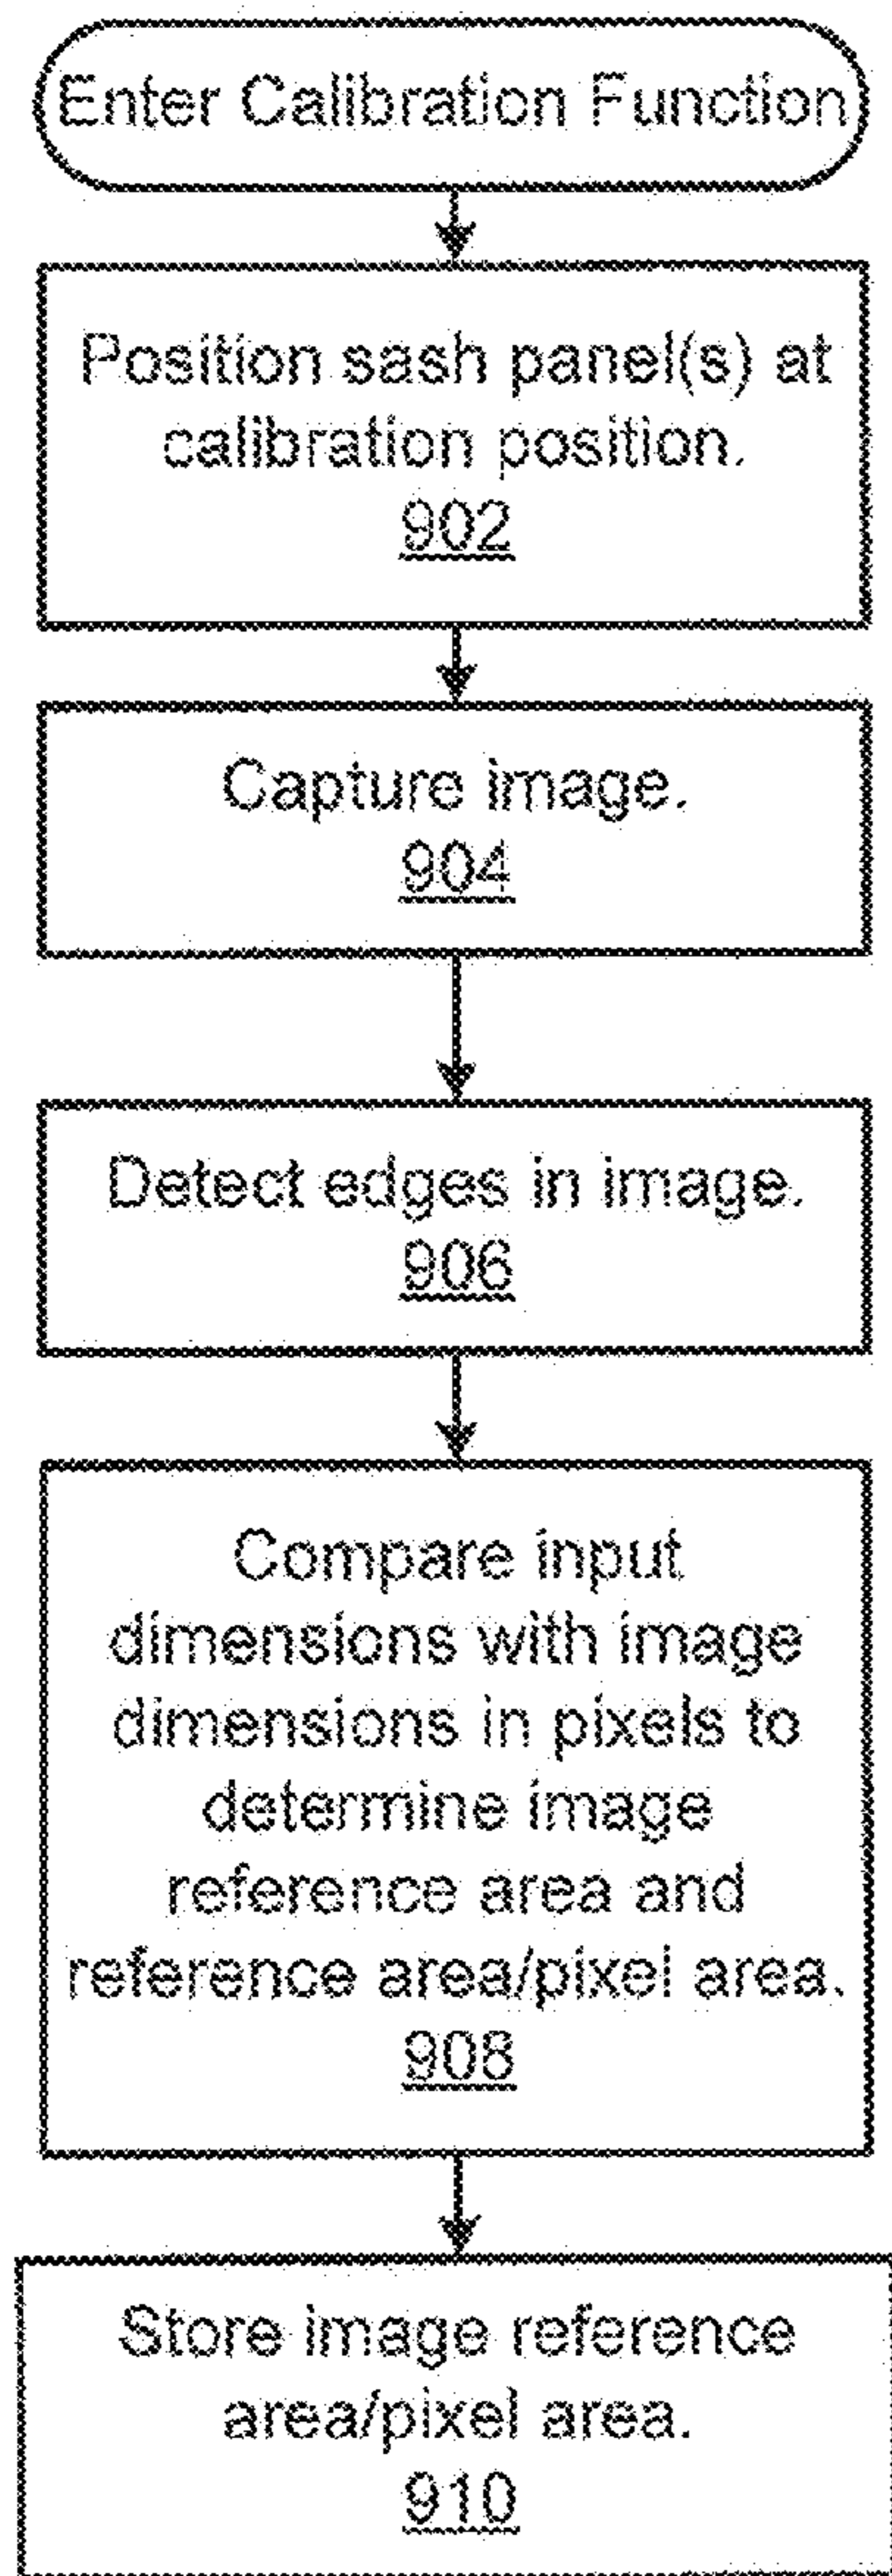 Enter Calibration Function
Position sash panel(s) at
calibration position.
902
Capture image.
904
Detect edges in image.
906
Compare input
dimensions with image
dimensions in pixels to
determine image
reference area and
reference area/pixel area.
908
Store image reference
area/pixel area.
910